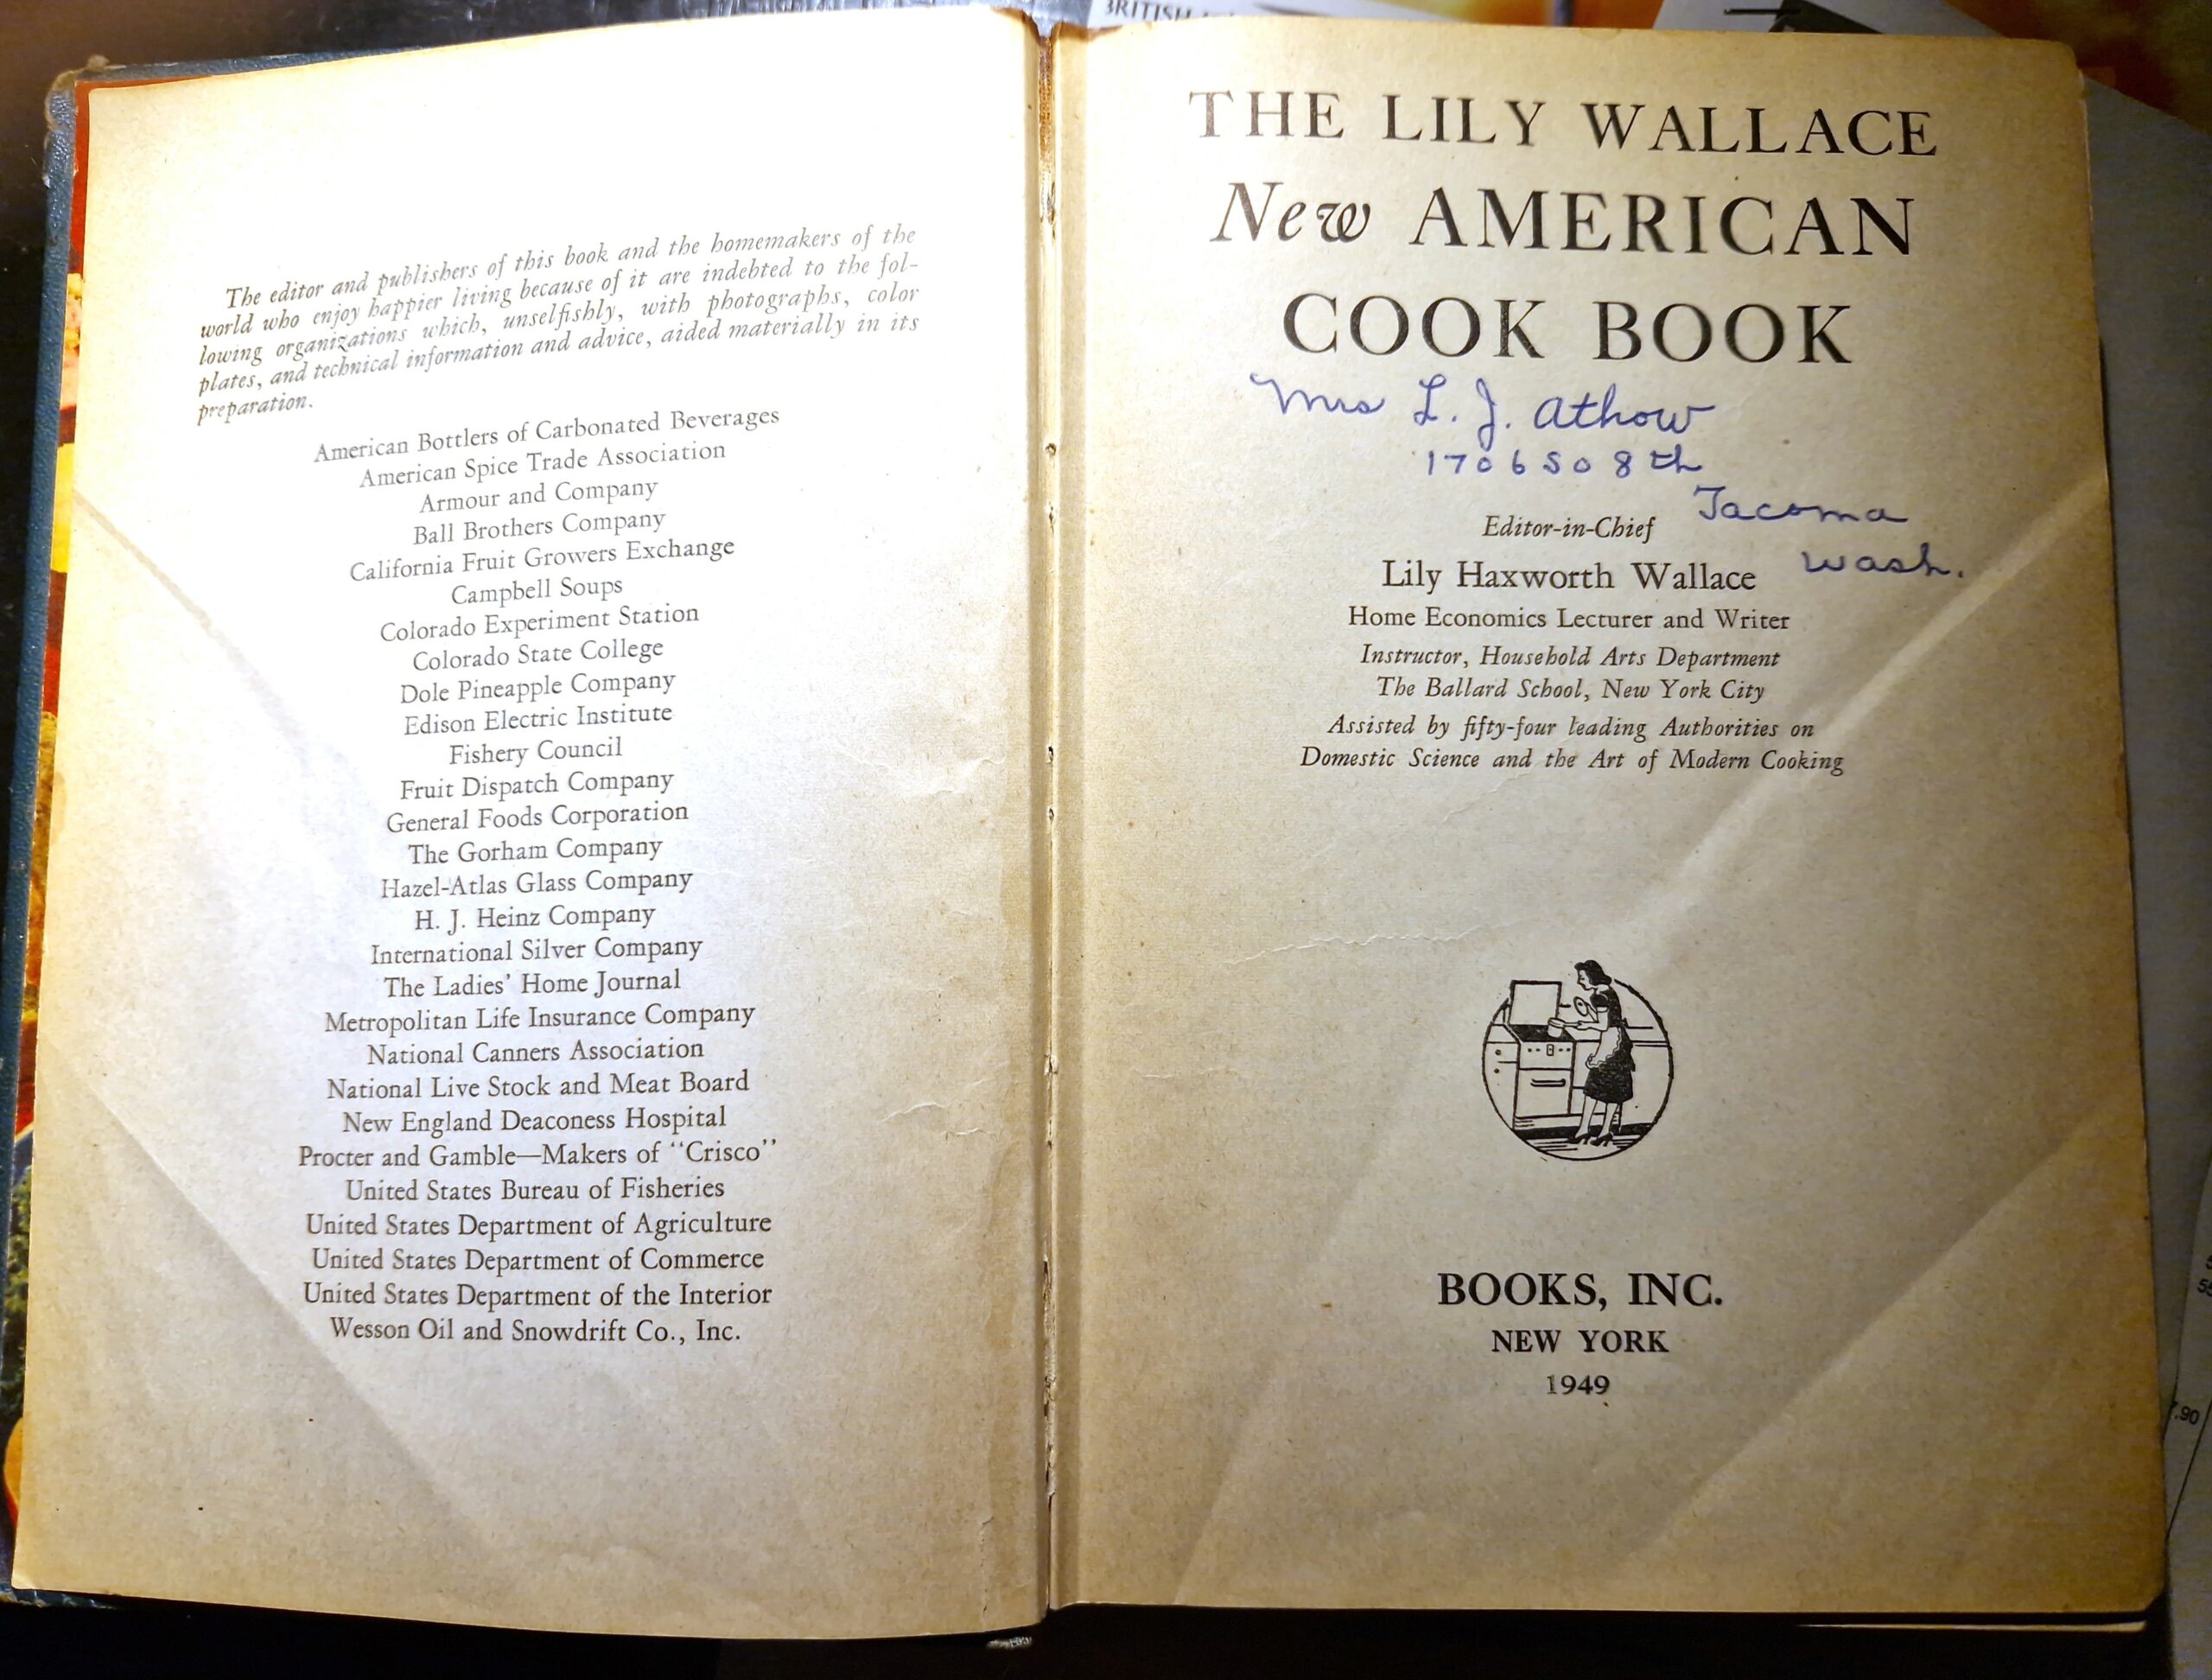 The editor and publishers of this book and the homemakers of the
world who enjoy happier living because of it are indebted to the fol-
lowing organizations which, unselfishly, with photographs, color
plates, and technical information and advice, aided materially in its
preparation.
American Bottlers of Carbonated Beverages
American Spice Trade Association
Armour and Company
Ball Brothers Company
California Fruit Growers Exchange
Campbell Soups
Colorado Experiment Station
Colorado State College
Dole Pineapple Company
Edison Electric Institute
Fishery Council
Fruit Dispatch Company
General Foods Corporation
The Gorham Company
Hazel-Atlas Glass Company
H. J. Heinz Company
International Silver Company
The Ladies' Home Journal
Metropolitan Life Insurance Company
National Canners Association
National Live Stock and Meat Board
New England Deaconess Hospital
Procter and Gamble—Makers of "Crisco"
United States Bureau of Fisheries
United States Department of Agriculture
United States Department of Commerce
United States Department of the Interior
Wesson Oil and Snowdrift Co., Inc.
THE LILY WALLACE
New AMERICAN
COOK BOOK
Mrs L. J. Athow
1706 So 8th
Tacoma
Wash.
Editor-in-Chief
Lily Haxworth Wallace
Home Economics Lecturer and Writer
Instructor, Household Arts Department
The Ballard School, New York City
Assisted by fifty-four leading Authorities on
Domestic Science and the Art of Modern Cooking
BOOKS, INC.
NEW YORK
1949
BRITISH
.90